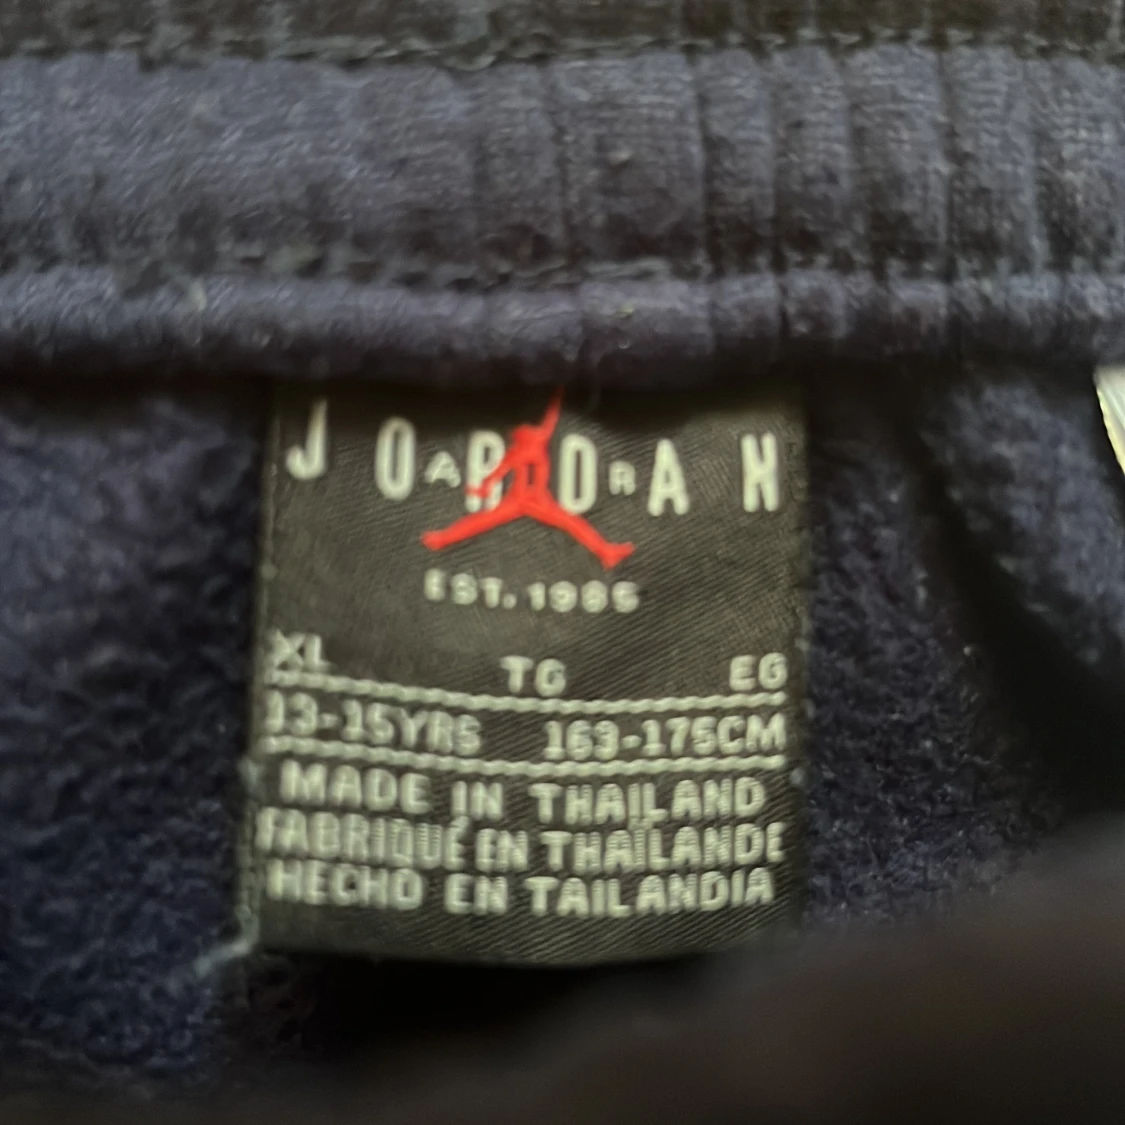 JORDAN
AIR
EST. 1985
XL TG EG
13-15YRS 163-175CM
MADE IN THAILAND
FABRIQUÉ EN THAÏLANDE
HECHO EN TAILANDIA